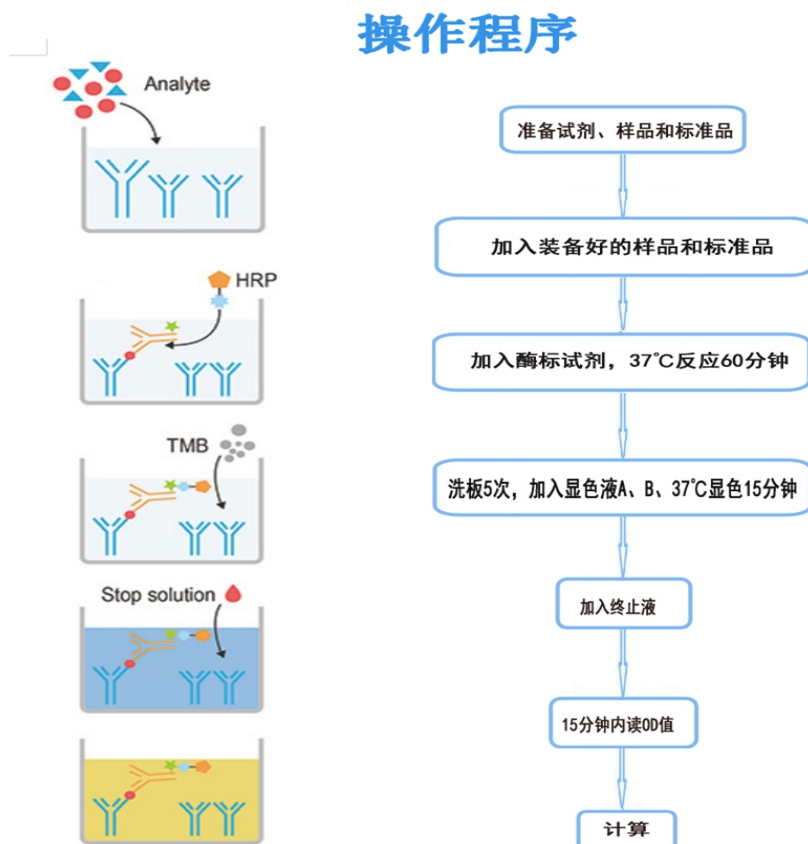 操作程序
Analyte
HRP
TMB
Stop solution
准备试剂、样品和标准品
加入装备好的样品和标准品
加入酶标试剂，37℃反应60分钟
洗板5次，加入显色液A、B、37℃显色15分钟
加入终止液
15分钟内读OD值
计算